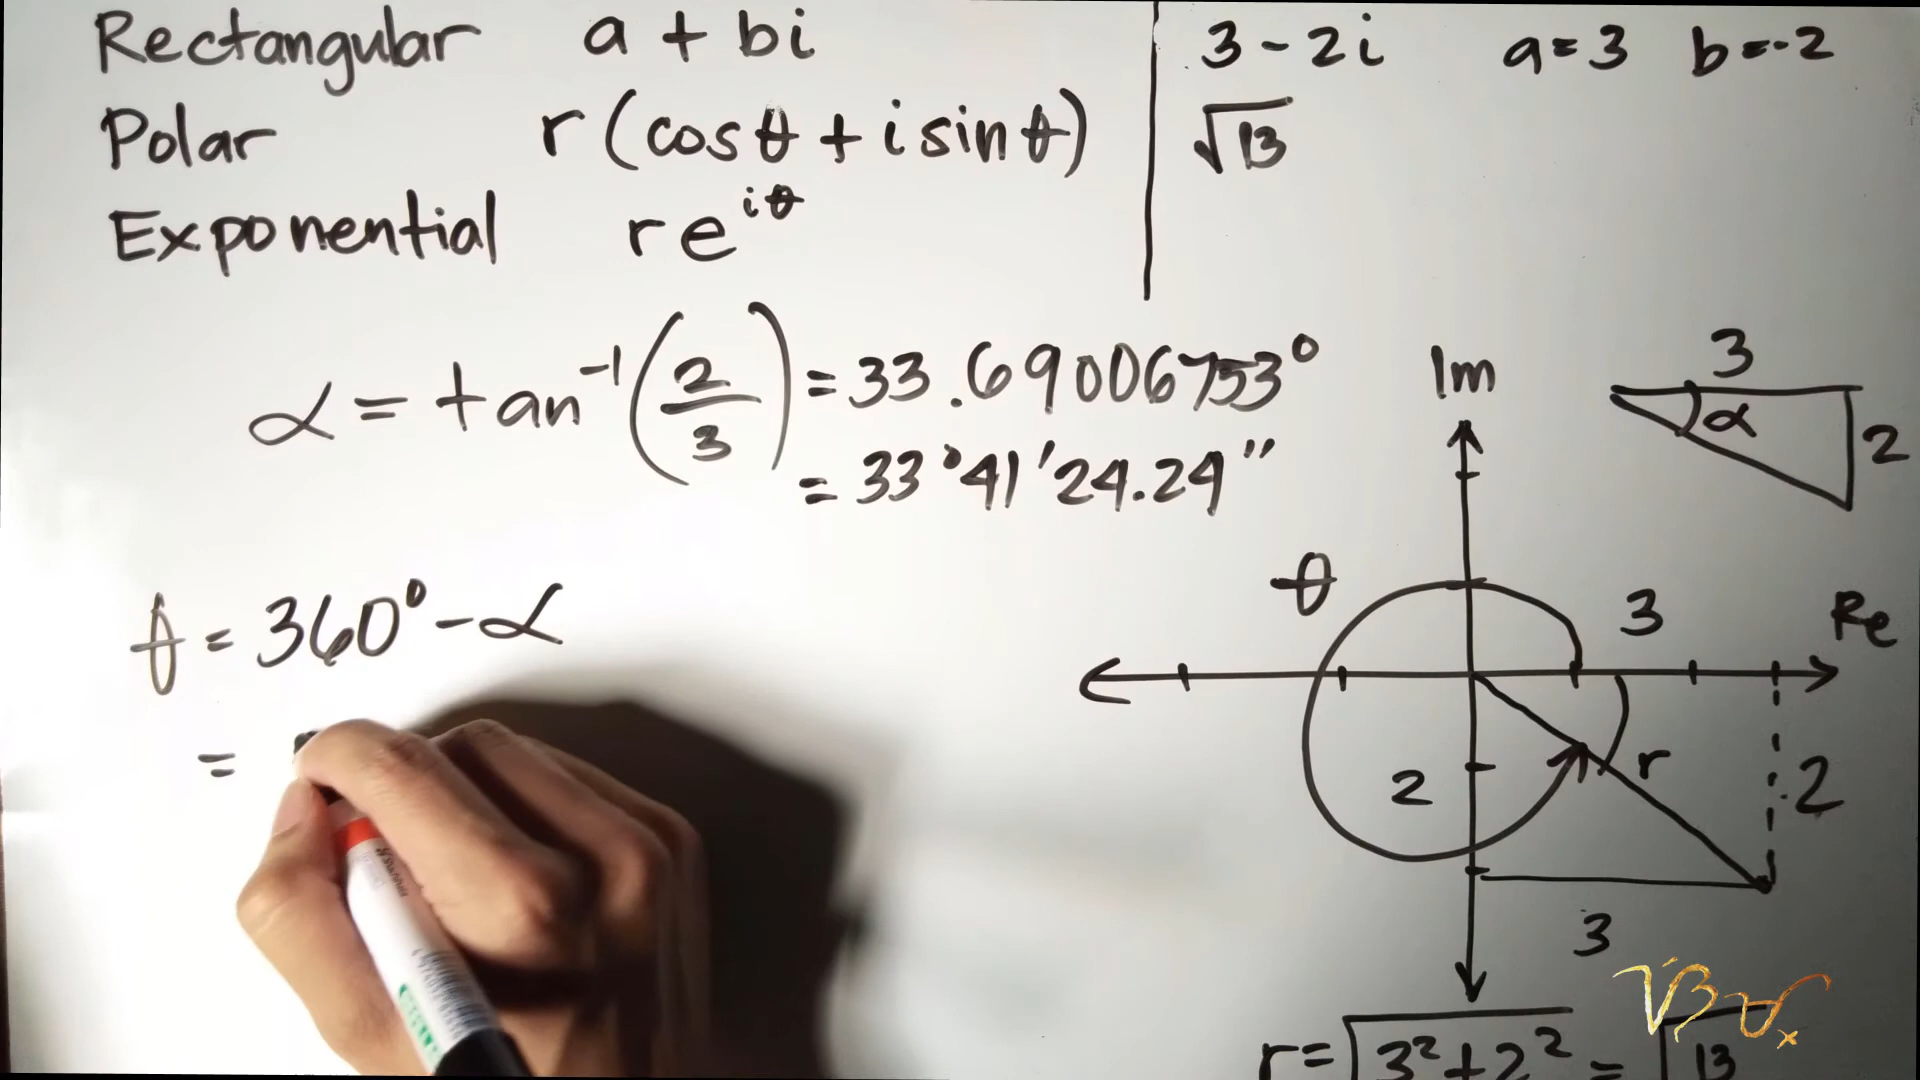 Rectangular a + bi
Polar r (cosθ + i sinθ)
Exponential re^iθ
3 - 2i a = 3 b = -2
√13
α = tan⁻¹(2/3) = 33.69006753°
= 33°41'24.24"
θ = 360° - α
=
3
α
2
Im
θ
3
Re
2
r
2
3
r = √3² + 2² = √13